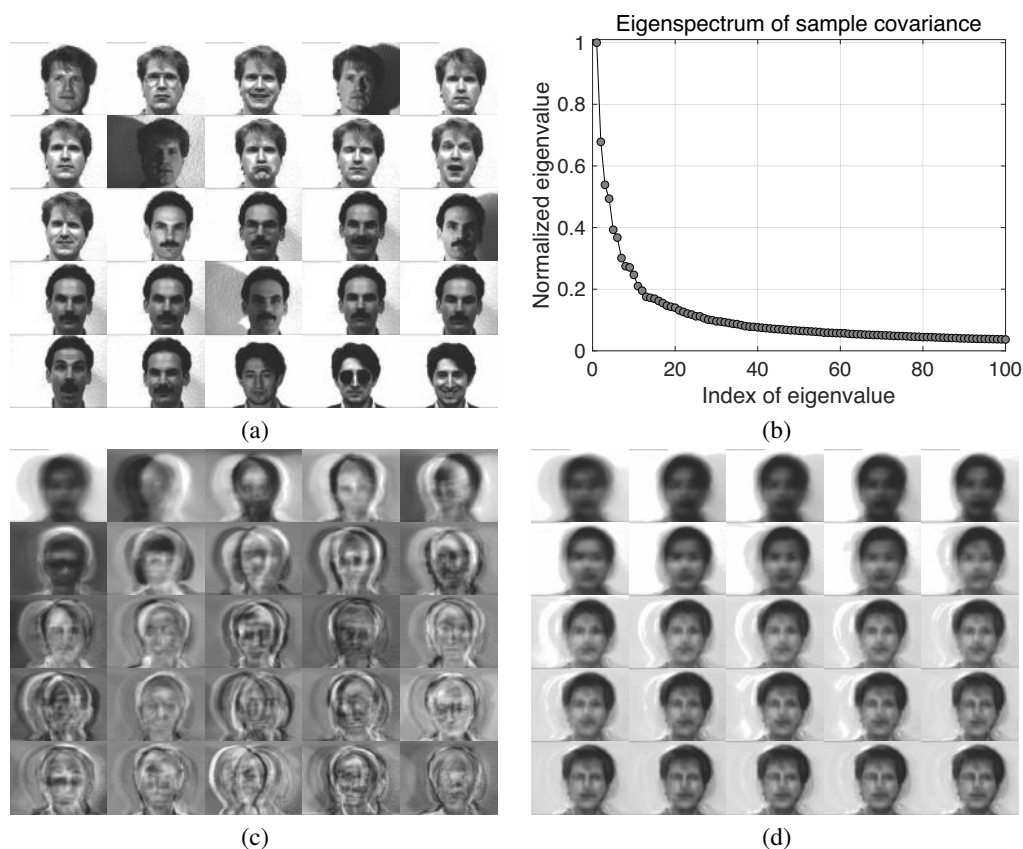 Eigenspectrum of sample covariance
1
0.8
0.6
0.4
0.2
0
Normalized eigenvalue
0 20 40 60 80 100
Index of eigenvalue
(a) (b)
(c) (d)